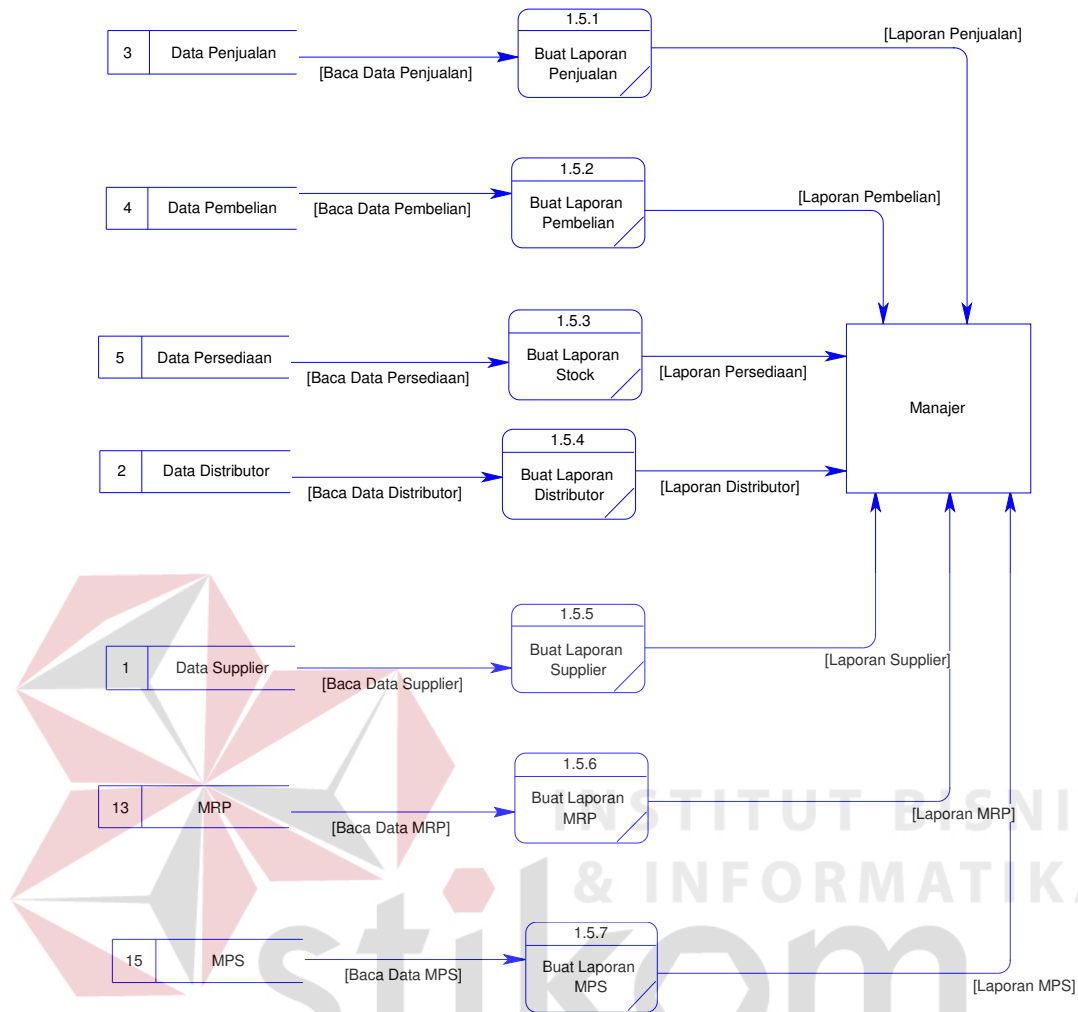 1.5.1
[Laporan Penjualan]
3 Data Penjualan
Buat Laporan
Penjualan
[Baca Data Penjualan]
1.5.2
4 Data Pembelian
[Baca Data Pembelian]
Buat Laporan
Pembelian
[Laporan Pembelian]
1.5.3
5 Data Persediaan
[Baca Data Persediaan]
Buat Laporan
Stock
[Laporan Persediaan]
Manajer
1.5.4
2 Data Distributor
[Baca Data Distributor]
Buat Laporan
Distributor
[Laporan Distributor]
1.5.5
1 Data Supplier
[Baca Data Supplier]
Buat Laporan
Supplier
[Laporan Supplier]
1.5.6
13 MRP
[Baca Data MRP]
Buat Laporan
MRP
[Laporan MRP]
INSTITUT BISNI
& INFORMATIKA
stikom
1.5.7
15 MPS
[Baca Data MPS]
Buat Laporan
MPS
[Laporan MPS]